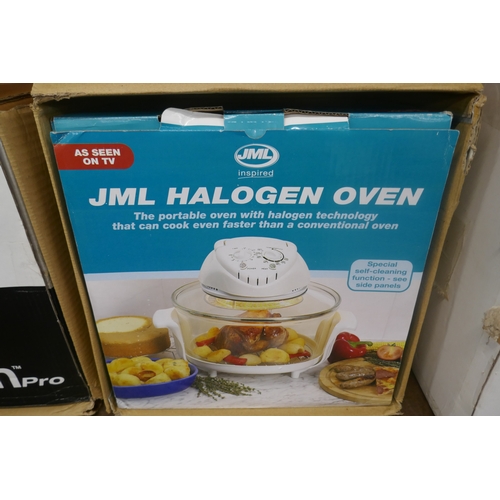 AS SEEN
ON TV
JML
inspired
JML HALOGEN OVEN
The portable oven with halogen technology
that can cook even faster than a conventional oven
Special
self-cleaning
function - see
side panels
Pro